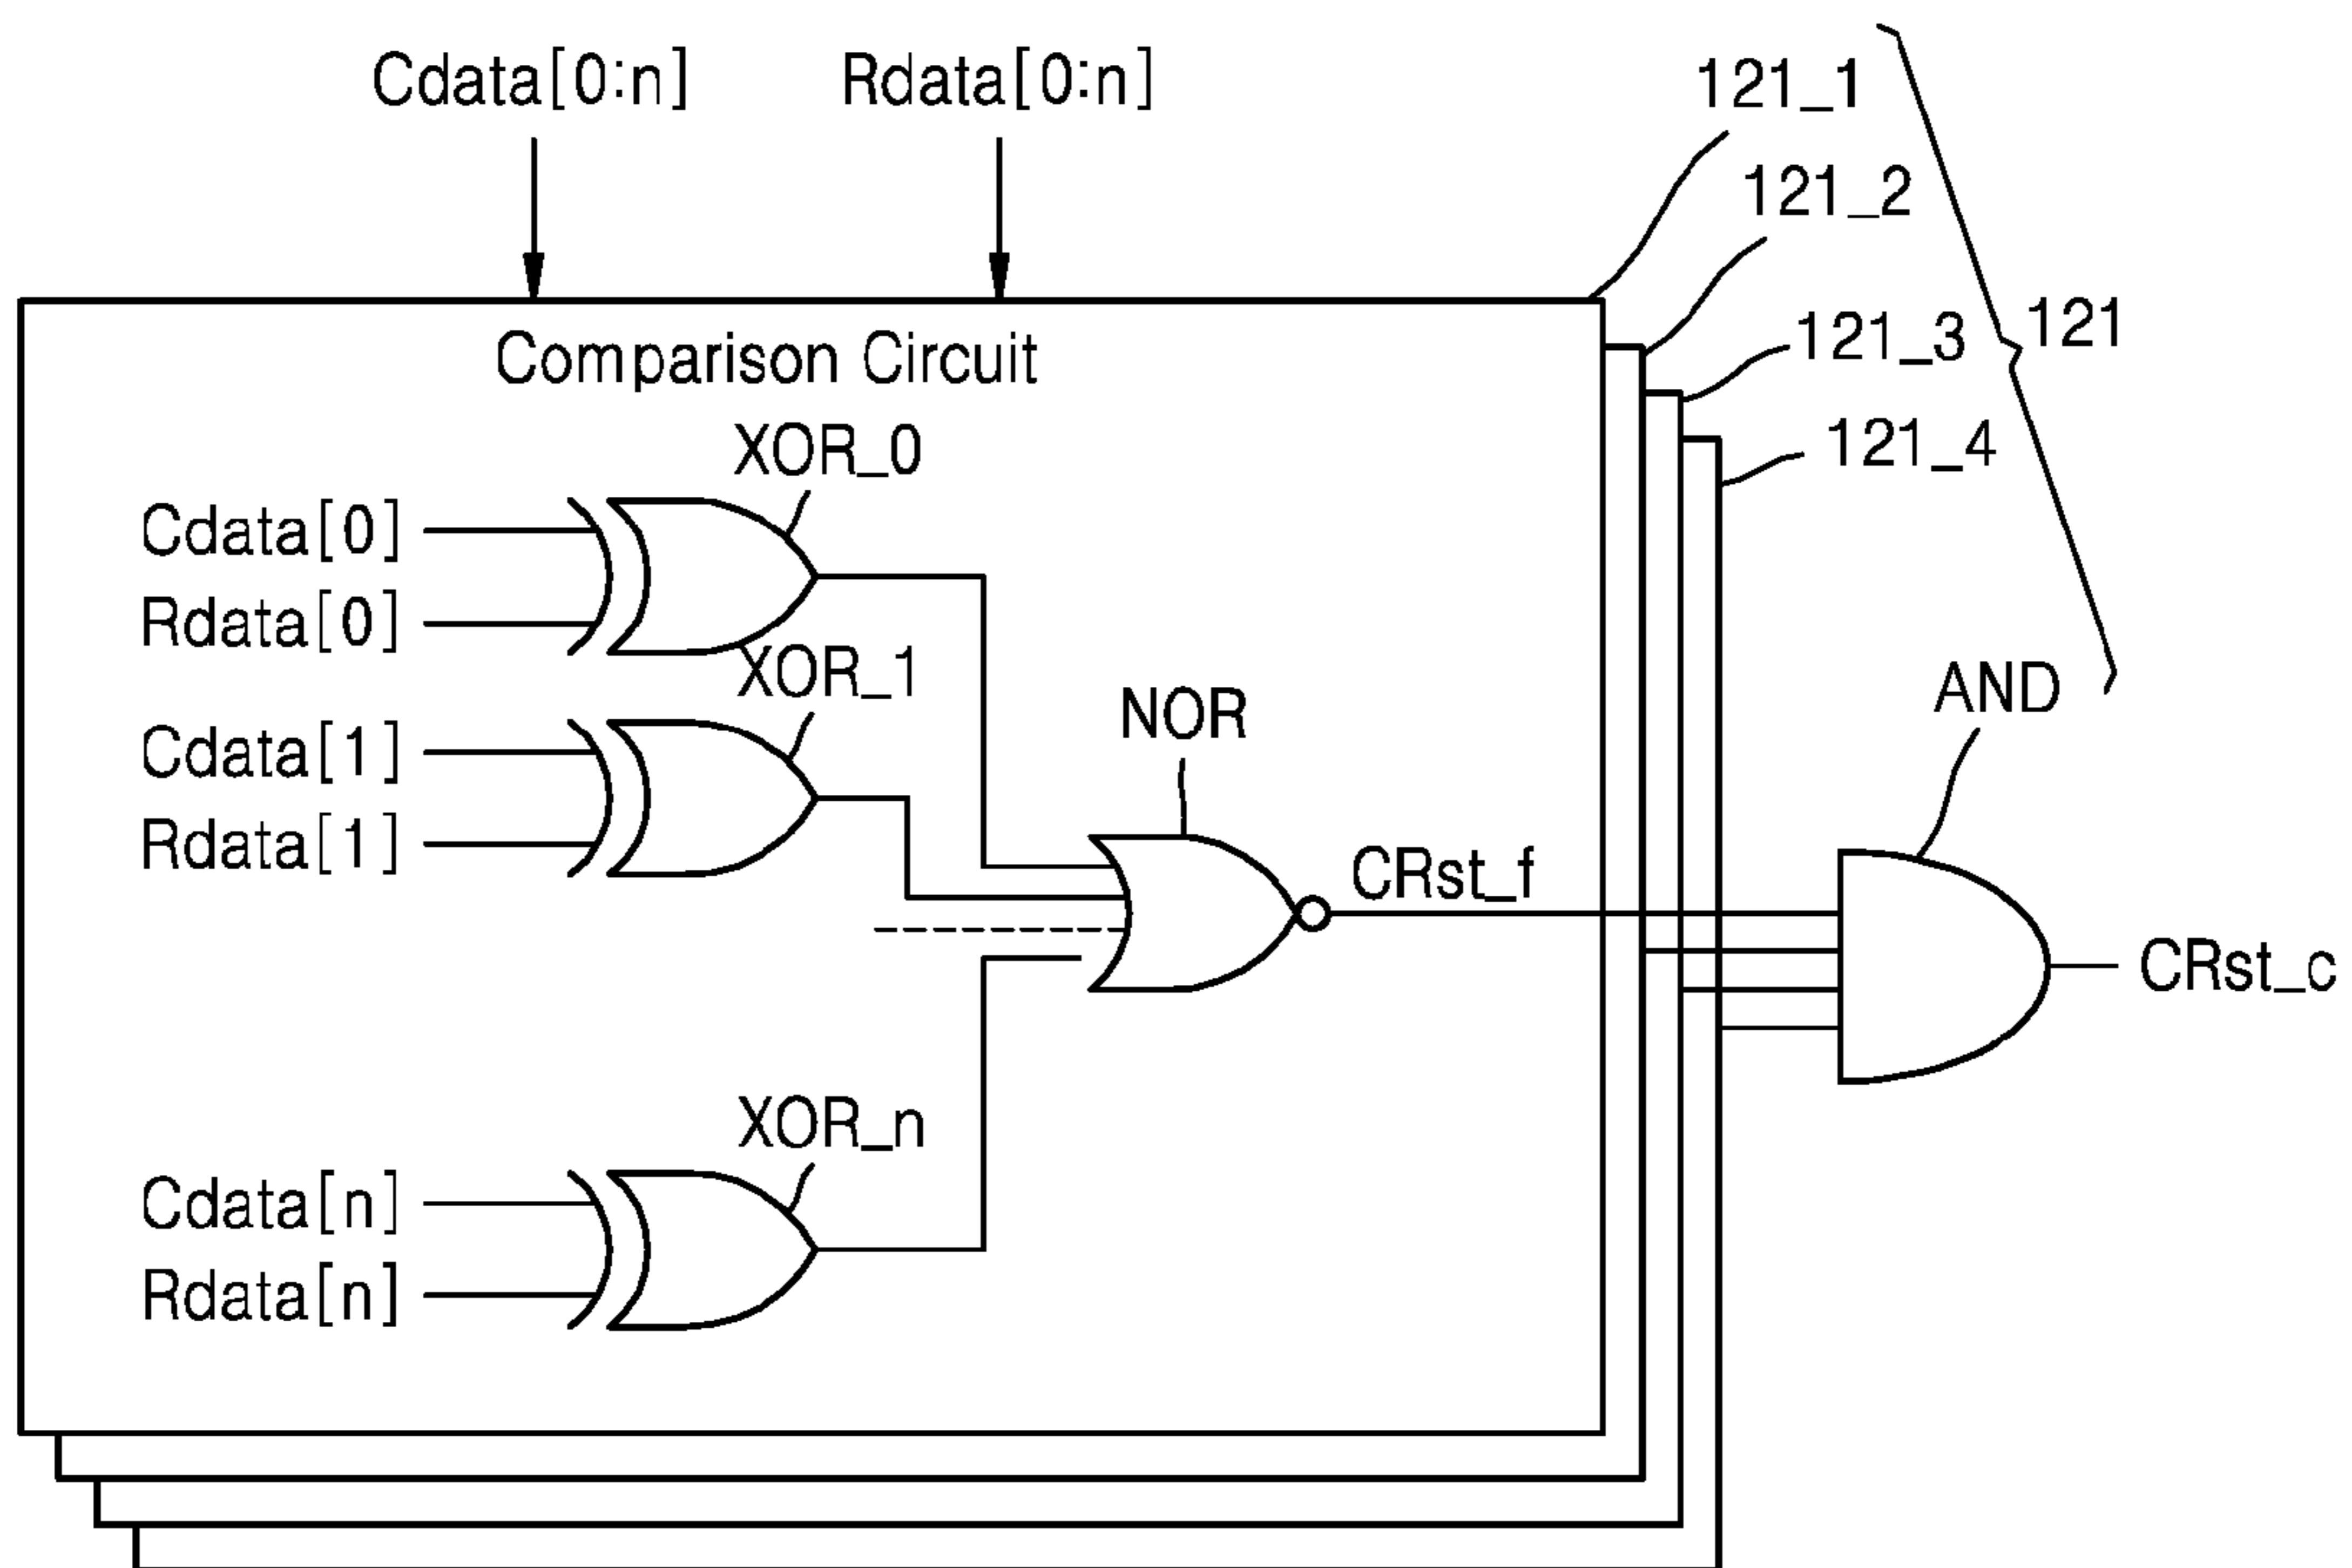 Cdata[0:n]
Rdata[0:n]
121_1
121_2
121_3
121
121_4
Comparison Circuit
XOR_0
Cdata[0]
Rdata[0]
XOR_1
Cdata[1]
Rdata[1]
NOR
AND
CRst_f
CRst_c
XOR_n
Cdata[n]
Rdata[n]